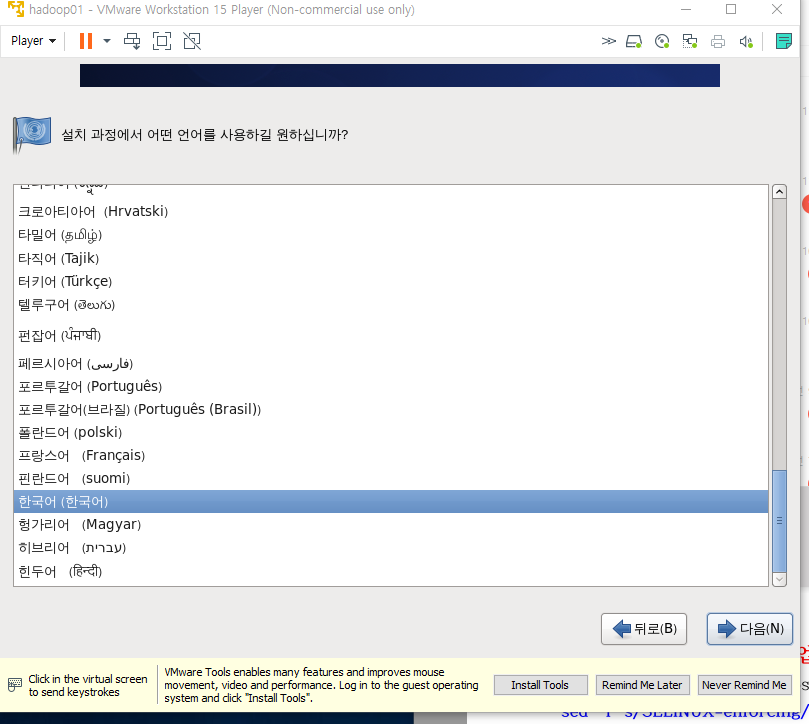 hadoop01 - VMware Workstation 15 Player (Non-commercial use only)
Player
설치 과정에서 어떤 언어를 사용하길 원하십니까?
크로아티아어 (Hrvatski)
타밀어 (தமிழ்)
타직어 (Tajik)
터키어 (Türkçe)
텔루구어 (తెలుగు)
펀잡어 (ਪੰਜਾਬੀ)
페르시아어 (فارسی)
포르투갈어 (Português)
포르투갈어(브라질) (Português (Brasil))
폴란드어 (polski)
프랑스어 (Français)
핀란드어 (suomi)
한국어 (한국어)
헝가리어 (Magyar)
히브리어 (עברית)
힌두어 (हिन्दी)
뒤로(B)
다음(N)
Click in the virtual screen
to send keystrokes
VMware Tools enables many features and improves mouse
movement, video and performance. Log in to the guest operating
system and click "Install Tools".
Install Tools
Remind Me Later
Never Remind Me